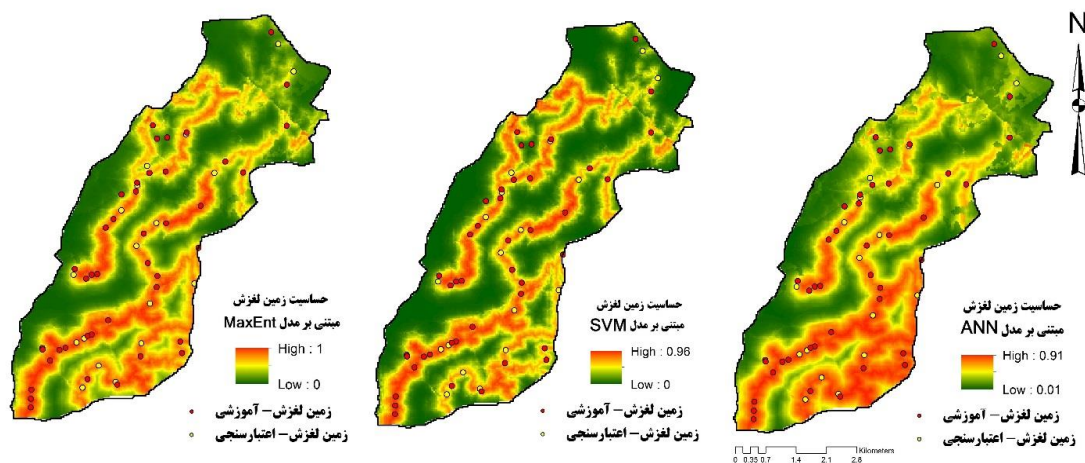 حساسیت زمین لغزش
مبتنی بر مدل MaxEnt
High : 1
Low : 0
زمین لغزش – آموزشی
زمین لغزش – اعتبارسنجی
حساسیت زمین لغزش
مبتنی بر مدل SVM
High : 0.96
Low : 0
زمین لغزش – آموزشی
زمین لغزش – اعتبارسنجی
N
حساسیت زمین لغزش
مبتنی بر مدل ANN
High : 0.91
Low : 0.01
زمین لغزش – آموزشی
زمین لغزش – اعتبارسنجی
Kilometers
0 0.35 0.7 1.4 2.1 2.8